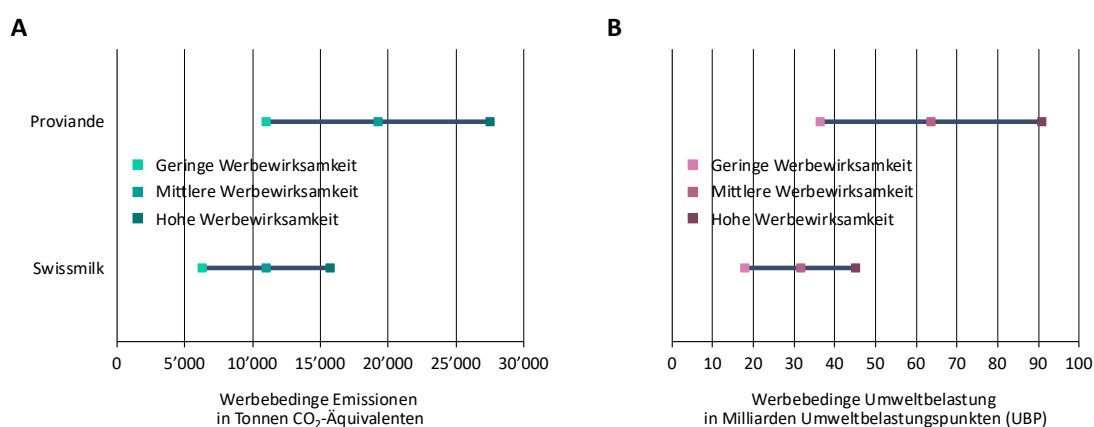 A
Proviande
Geringe Werbewirksamkeit
Mittlere Werbewirksamkeit
Hohe Werbewirksamkeit
Swissmilk
0 5’000 10’000 15’000 20’000 25’000 30’000
Werbebedinge Emissionen
in Tonnen CO₂-Äquivalenten
B
Geringe Werbewirksamkeit
Mittlere Werbewirksamkeit
Hohe Werbewirksamkeit
0 10 20 30 40 50 60 70 80 90 100
Werbebedinge Umweltbelastung
in Milliarden Umweltbelastungspunkten (UBP)